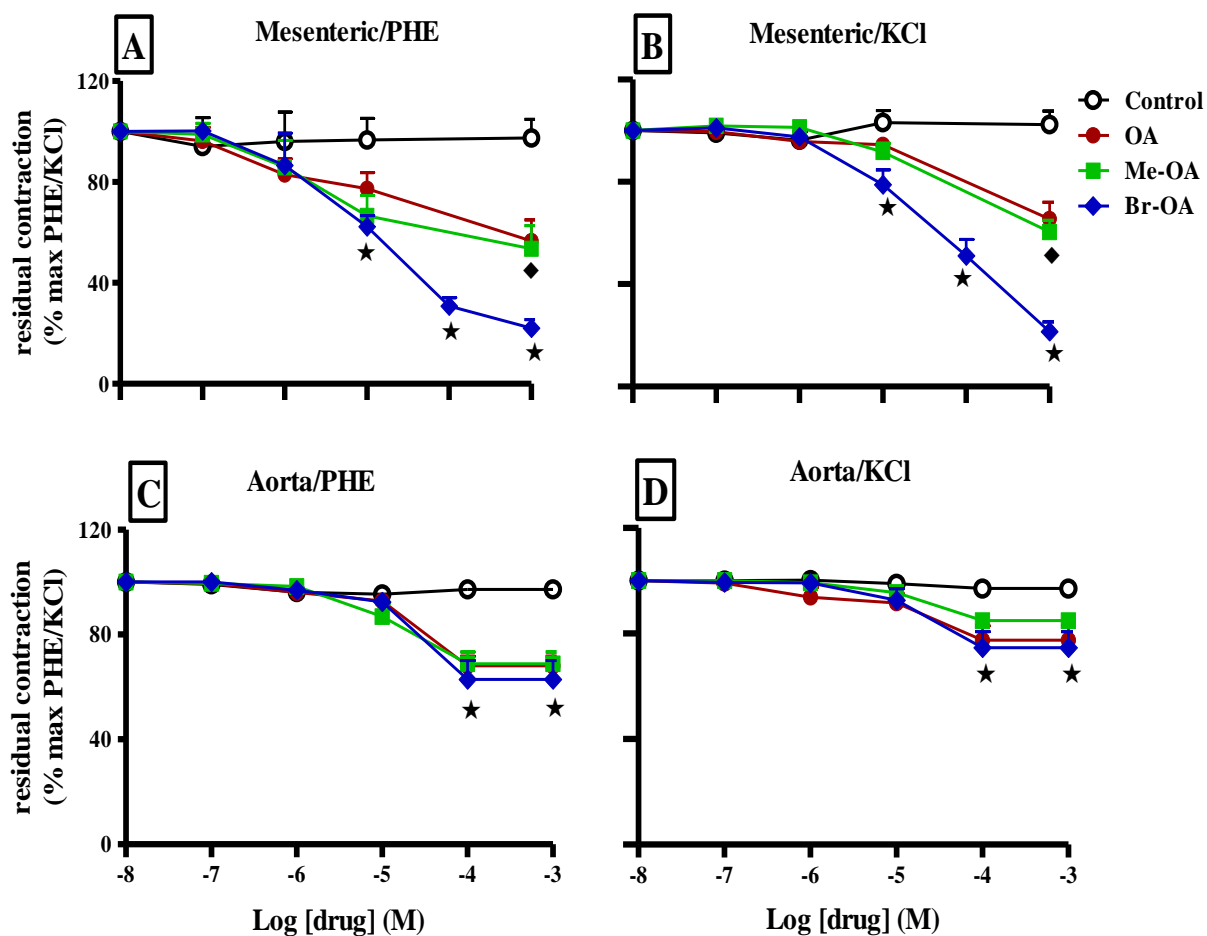 A
Mesenteric/PHE
B
Mesenteric/KCl
Control
OA
Me-OA
Br-OA
residual contraction
(% max PHE/KCl)
120
80
40
0
C
Aorta/PHE
D
Aorta/KCl
residual contraction
(% max PHE/KCl)
120
80
40
0
-8 -7 -6 -5 -4 -3
-8 -7 -6 -5 -4 -3
Log [drug] (M)
Log [drug] (M)